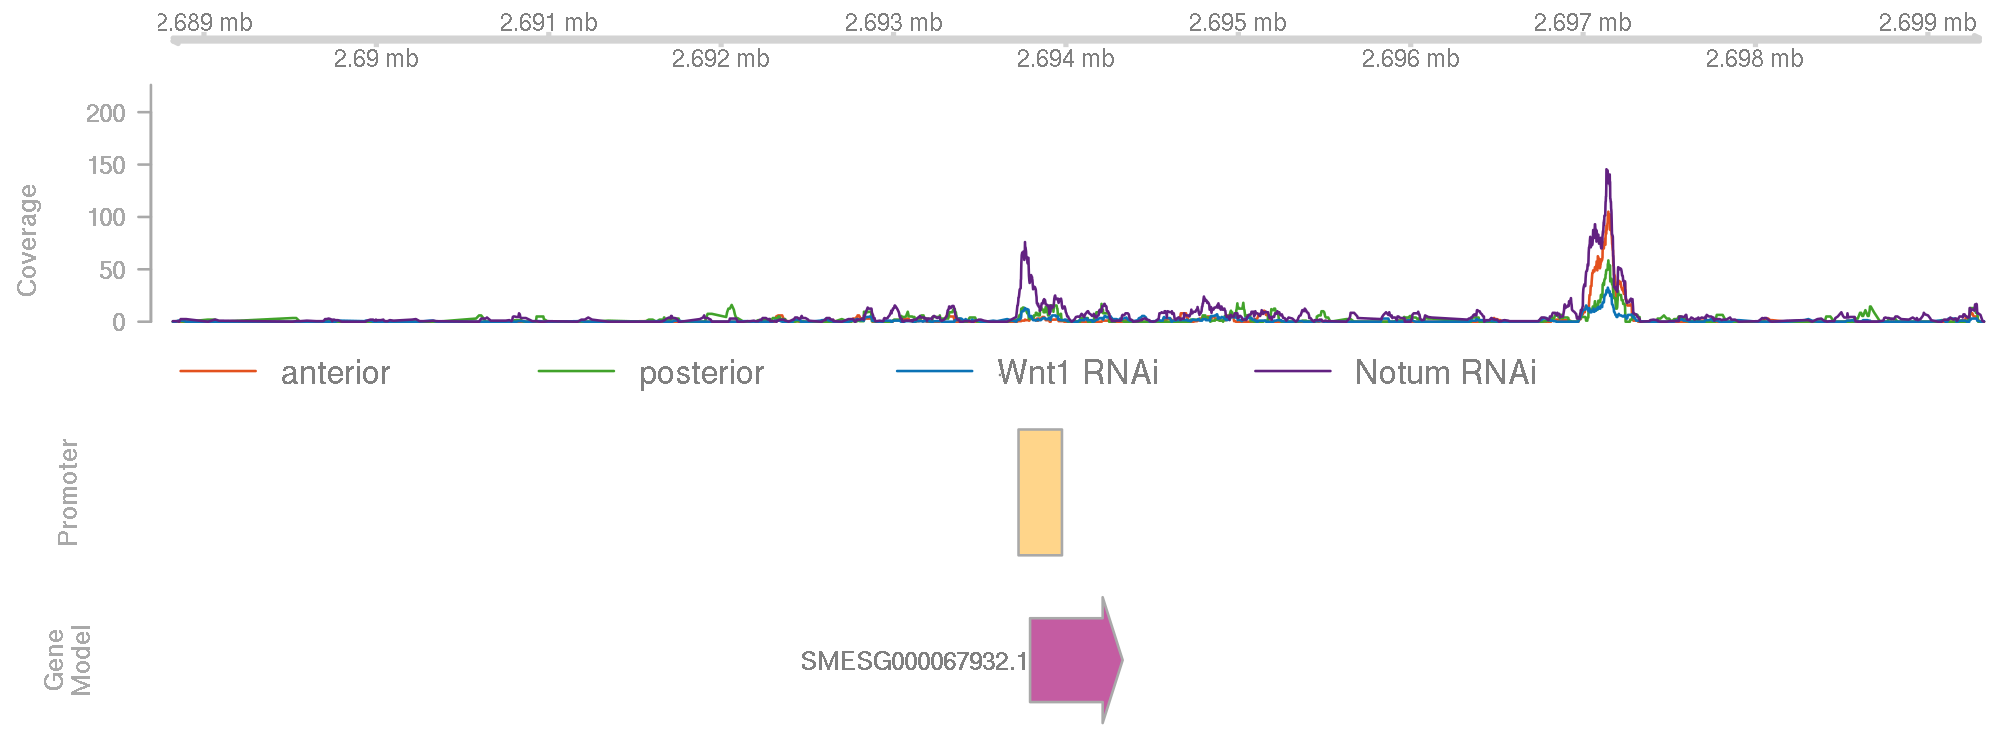 2.689 mb 2.691 mb 2.693 mb 2.695 mb 2.697 mb 2.699 mb
2.69 mb 2.692 mb 2.694 mb 2.696 mb 2.698 mb
Coverage
200
150
100
50
0
anterior posterior Wnt1 RNAi Notum RNAi
Promoter
Gene
Model
SMESG000067932.1